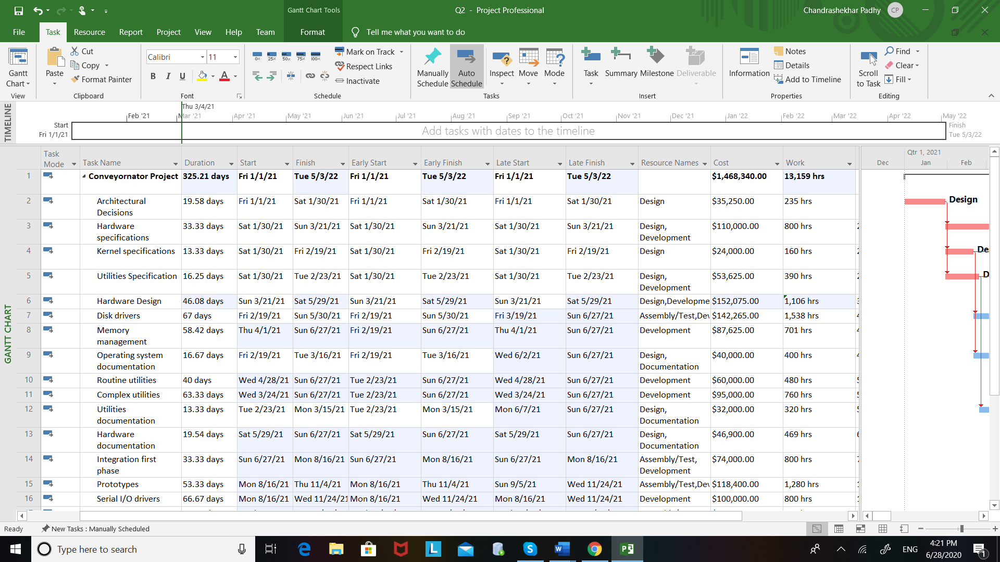 Gantt Chart Tools
Q2 - Project Professional
Chandrashekhar Padhy
CP
File
Task
Resource
Report
Project
View
Help
Team
Format
Tell me what you want to do
Gantt
Chart
View
Paste
Cut
Copy
Format Painter
Clipboard
Calibri
11
B I U A
Font
0% 25% 50% 75% 100%
Mark on Track
Respect Links
Inactivate
Schedule
Manually
Schedule
Auto
Schedule
Inspect
Move
Mode
Tasks
Task
Summary
Milestone
Deliverable
Insert
Information
Notes
Details
Add to Timeline
Properties
Scroll
to Task
Find
Clear
Fill
Editing
TIMELINE
Thu 3/4/21
Feb '21 Mar '21 Apr '21 May '21 Jun '21 Jul '21 Aug '21 Sep '21 Oct '21 Nov '21 Dec '21 Jan '22 Feb '22 Mar '22 Apr '22 May '22
Start
Fri 1/1/21
Add tasks with dates to the timeline
Finish
Tue 5/3/22
GANTT CHART
Task
Mode
Task Name Duration Start Finish Early Start Early Finish Late Start Late Finish Resource Names Cost Work
Qtr 1, 2021
Dec Jan Feb
1 Conveyornator Project 325.21 days Fri 1/1/21 Tue 5/3/22 Fri 1/1/21 Tue 5/3/22 Fri 1/1/21 Tue 5/3/22 $1,468,340.00 13,159 hrs
2 Architectural 19.58 days Fri 1/1/21 Sat 1/30/21 Fri 1/1/21 Sat 1/30/21 Fri 1/1/21 Sat 1/30/21 Design $35,250.00 235 hrs Design
Decisions
3 Hardware 33.33 days Sat 1/30/21 Sun 3/21/21 Sat 1/30/21 Sun 3/21/21 Sat 1/30/21 Sun 3/21/21 Design, $110,000.00 800 hrs
specifications Development
4 Kernel specifications 13.33 days Sat 1/30/21 Fri 2/19/21 Sat 1/30/21 Fri 2/19/21 Sat 1/30/21 Fri 2/19/21 Design $24,000.00 160 hrs De
5 Utilities Specification 16.25 days Sat 1/30/21 Tue 2/23/21 Sat 1/30/21 Tue 2/23/21 Sat 1/30/21 Tue 2/23/21 Design, $53,625.00 390 hrs D
Development
6 Hardware Design 46.08 days Sun 3/21/21 Sat 5/29/21 Sun 3/21/21 Sat 5/29/21 Sun 3/21/21 Sat 5/29/21 Design,Developme $152,075.00 1,106 hrs
7 Disk drivers 67 days Fri 2/19/21 Sun 5/30/21 Fri 2/19/21 Sun 5/30/21 Fri 3/19/21 Sun 6/27/21 Assembly/Test,Dev $142,265.00 1,538 hrs
8 Memory 58.42 days Thu 4/1/21 Sun 6/27/21 Fri 2/19/21 Sun 6/27/21 Thu 4/1/21 Sun 6/27/21 Development $87,625.00 701 hrs
management
9 Operating system 16.67 days Fri 2/19/21 Tue 3/16/21 Fri 2/19/21 Tue 3/16/21 Wed 6/2/21 Sun 6/27/21 Design, $40,000.00 400 hrs
documentation Documentation
10 Routine utilities 40 days Wed 4/28/21 Sun 6/27/21 Tue 2/23/21 Sun 6/27/21 Wed 4/28/21 Sun 6/27/21 Development $60,000.00 480 hrs
11 Complex utilities 63.33 days Wed 3/24/21 Sun 6/27/21 Tue 2/23/21 Sun 6/27/21 Wed 3/24/21 Sun 6/27/21 Development $95,000.00 760 hrs
12 Utilities 13.33 days Tue 2/23/21 Mon 3/15/21 Tue 2/23/21 Mon 3/15/21 Mon 6/7/21 Sun 6/27/21 Design, $32,000.00 320 hrs
documentation Documentation
13 Hardware 19.54 days Sat 5/29/21 Sun 6/27/21 Sat 5/29/21 Sun 6/27/21 Sat 5/29/21 Sun 6/27/21 Design, $46,900.00 469 hrs
documentation Documentation
14 Integration first 33.33 days Sun 6/27/21 Mon 8/16/21 Sun 6/27/21 Mon 8/16/21 Sun 6/27/21 Mon 8/16/21 Assembly/Test, $74,000.00 800 hrs
phase Development
15 Prototypes 53.33 days Mon 8/16/21 Thu 11/4/21 Mon 8/16/21 Thu 11/4/21 Sun 9/5/21 Wed 11/24/21 Assembly/Test,Dev $118,400.00 1,280 hrs
16 Serial I/O drivers 66.67 days Mon 8/16/21 Wed 11/24/21 Mon 8/16/21 Wed 11/24/21 Mon 8/16/21 Wed 11/24/21 Development $100,000.00 800 hrs
Ready
New Tasks : Manually Scheduled
Type here to search
ENG
4:21 PM
6/28/2020
1